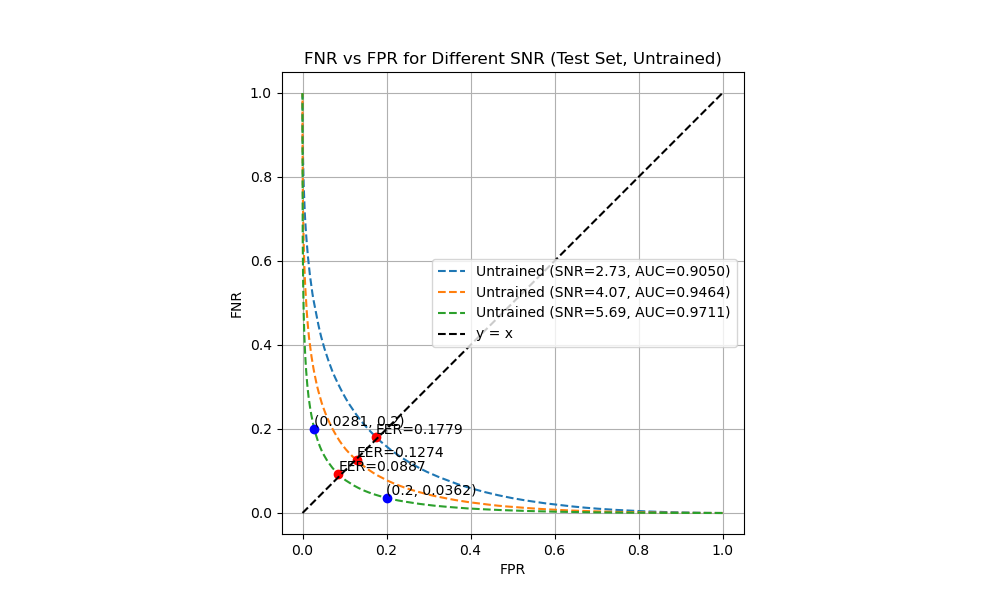 FNR vs FPR for Different SNR (Test Set, Untrained)
FNR
1.0
0.8
0.6
0.4
0.2
0.0
Untrained (SNR=2.73, AUC=0.9050)
Untrained (SNR=4.07, AUC=0.9464)
Untrained (SNR=5.69, AUC=0.9711)
y = x
(0.0281, 0.2)
EER=0.1779
EER=0.1274
EER=0.0887
(0.2, 0.0362)
0.0 0.2 0.4 0.6 0.8 1.0
FPR